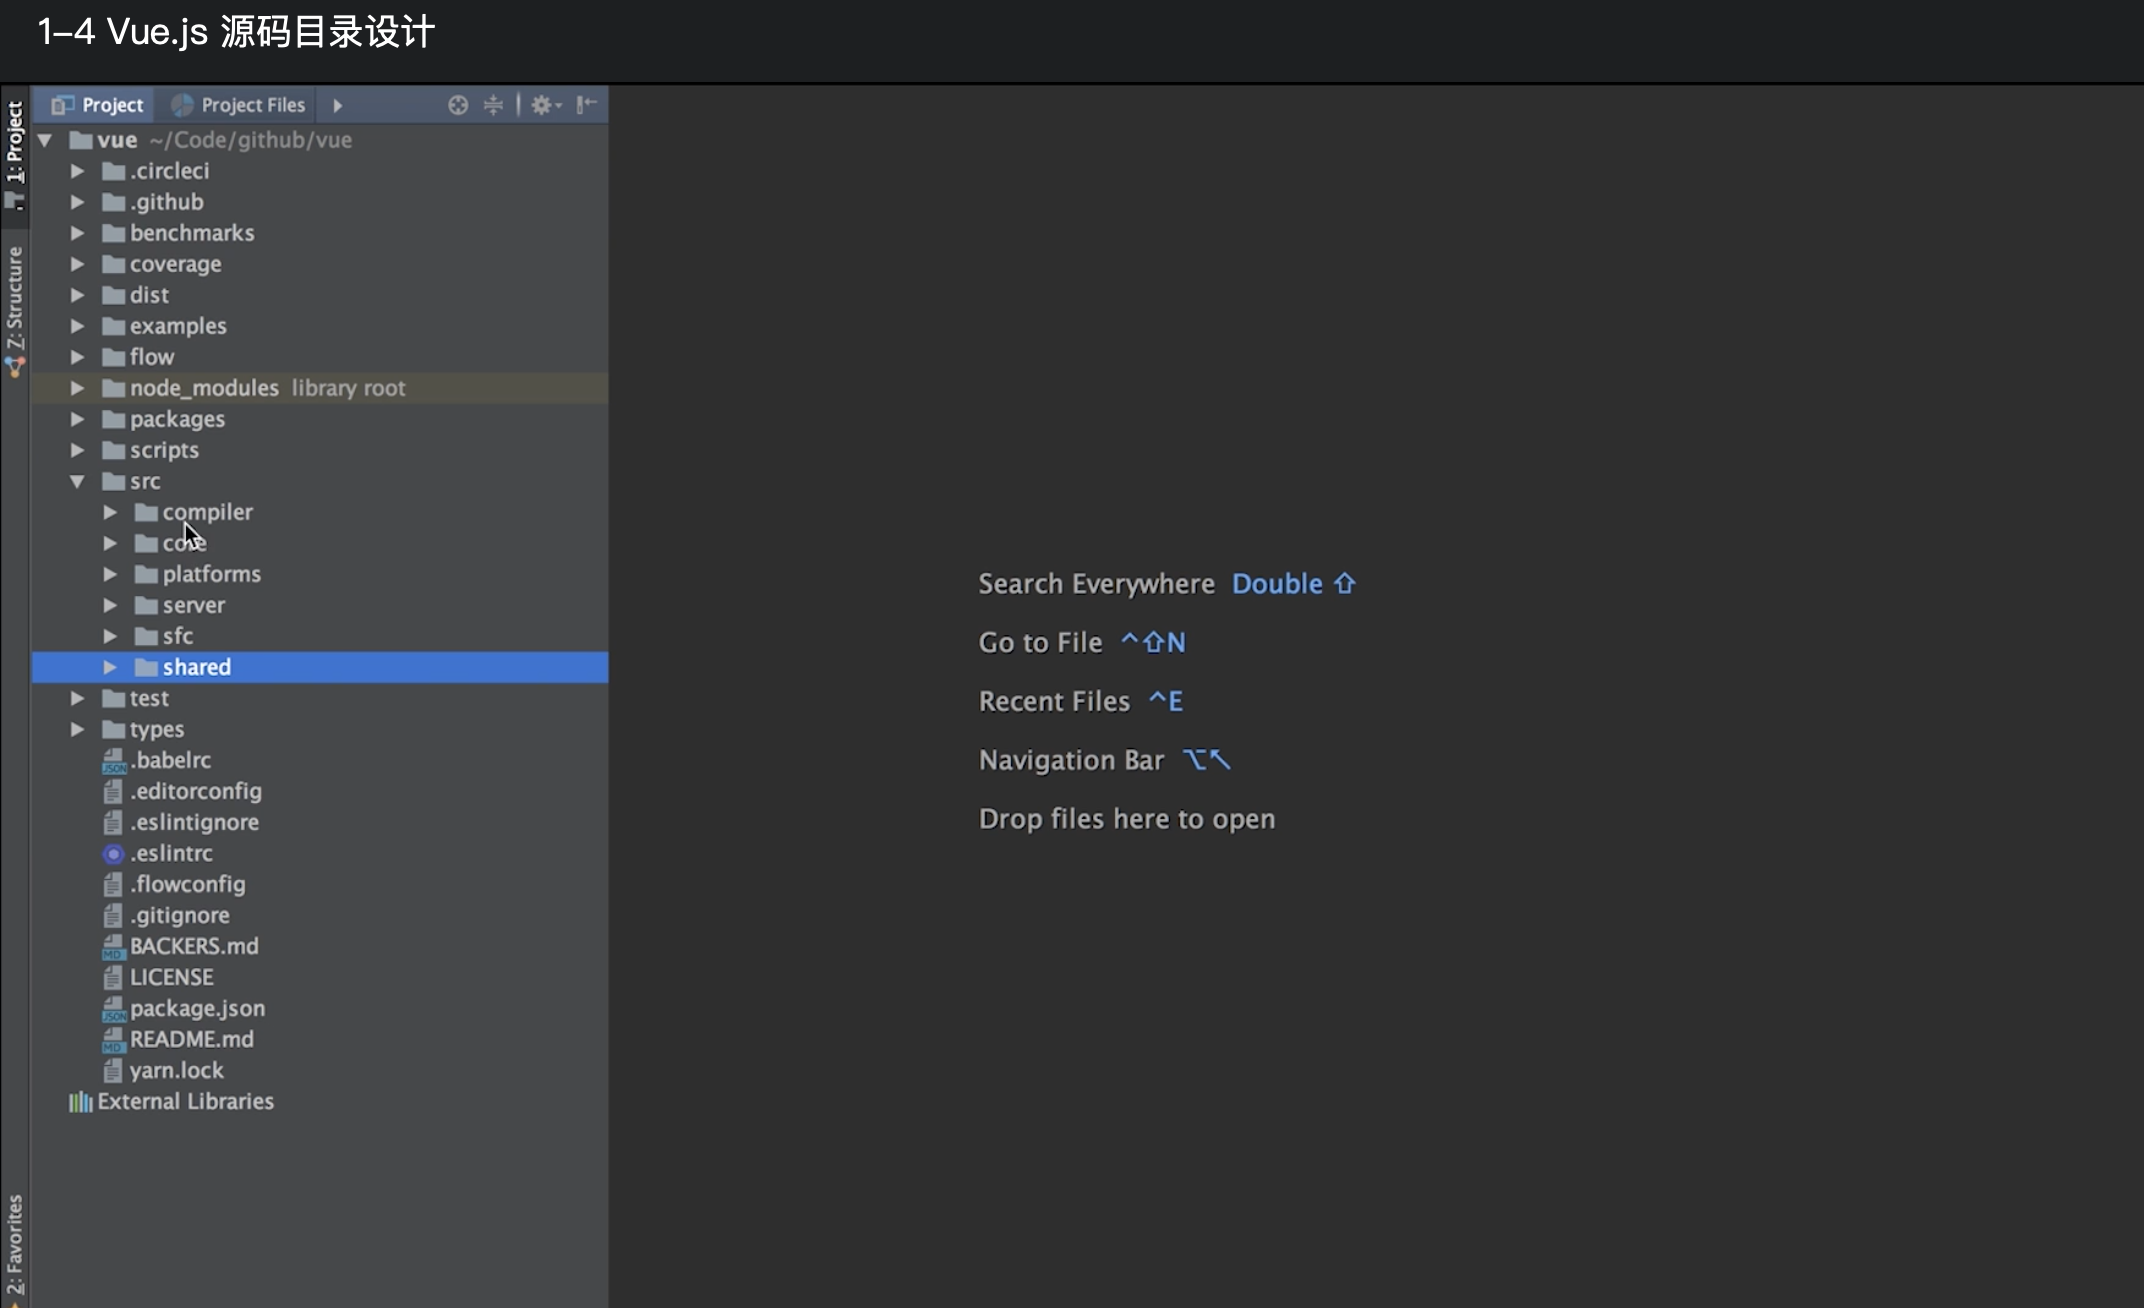 1-4 Vue.js 源码目录设计
Project
Project Files
1: Project
Z: Structure
2: Favorites
vue ~/Code/github/vue
.circleci
.github
benchmarks
coverage
dist
examples
flow
node_modules library root
packages
scripts
src
compiler
core
platforms
server
sfc
shared
test
types
.babelrc
.editorconfig
.eslintignore
.eslintrc
.flowconfig
.gitignore
BACKERS.md
LICENSE
package.json
README.md
yarn.lock
External Libraries
Search Everywhere Double ⇧
Go to File ^⇧N
Recent Files ^E
Navigation Bar ⌥↖
Drop files here to open